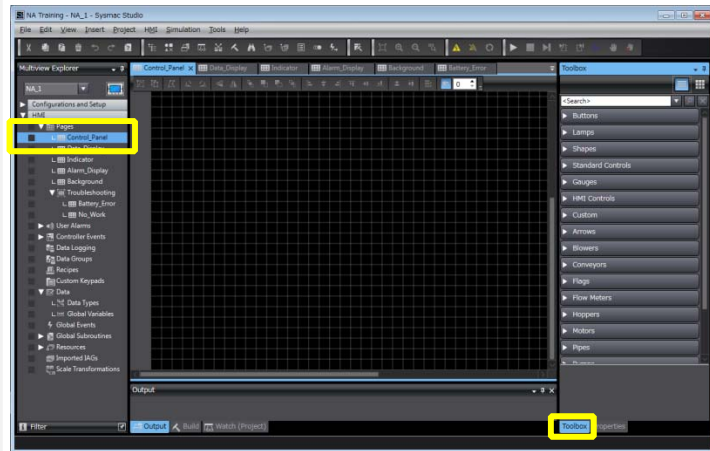 NA Training - NA_1 - Sysmac Studio
File Edit View Insert Project HMI Simulation Tools Help
Multiview Explorer
NA_1
Configurations and Setup
HMI
Pages
Control_Panel
Data_Display
Indicator
Alarm_Display
Background
Troubleshooting
Battery_Error
No_Work
User Alarms
Controller Events
Data Logging
Data Groups
Recipes
Custom Keypads
Data
Data Types
Global Variables
Global Events
Global Subroutines
Resources
Imported IAGs
Scale Transformations
Filter
Control_Panel Data_Display Indicator Alarm_Display Background Battery_Error
0
Output
Output Build Watch (Project)
Toolbox
<Search>
Buttons
Lamps
Shapes
Standard Controls
Gauges
HMI Controls
Custom
Arrows
Blowers
Conveyors
Flags
Flow Meters
Hoppers
Motors
Pipes
Toolbox Properties